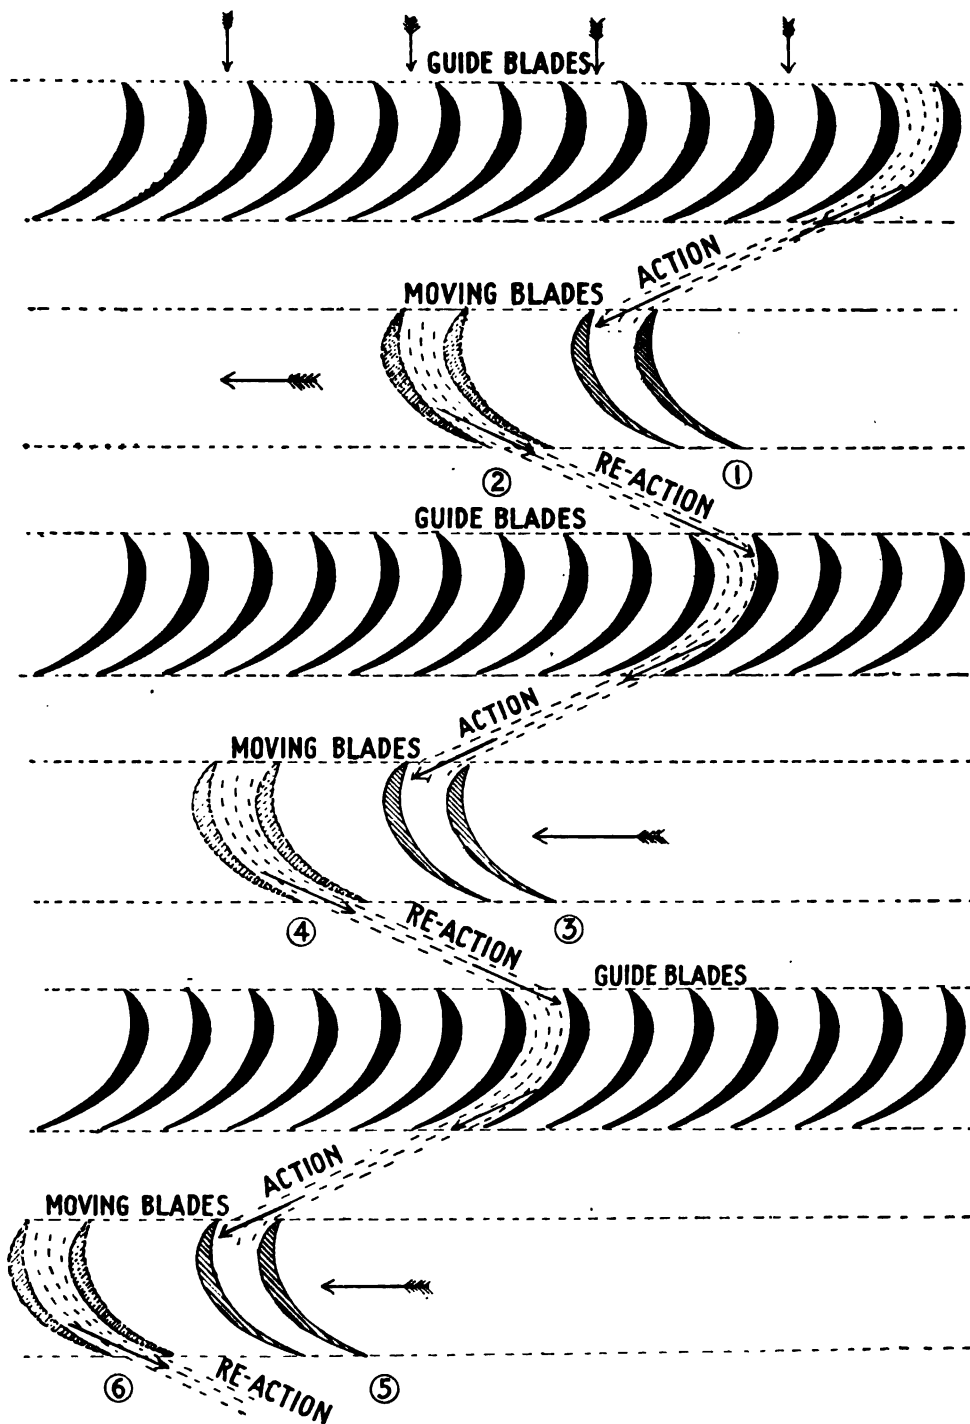 GUIDE BLADES
ACTION
MOVING BLADES
RE-ACTION
①
②
GUIDE BLADES
ACTION
MOVING BLADES
RE-ACTION
④
③
GUIDE BLADES
ACTION
MOVING BLADES
RE-ACTION
⑥
⑤